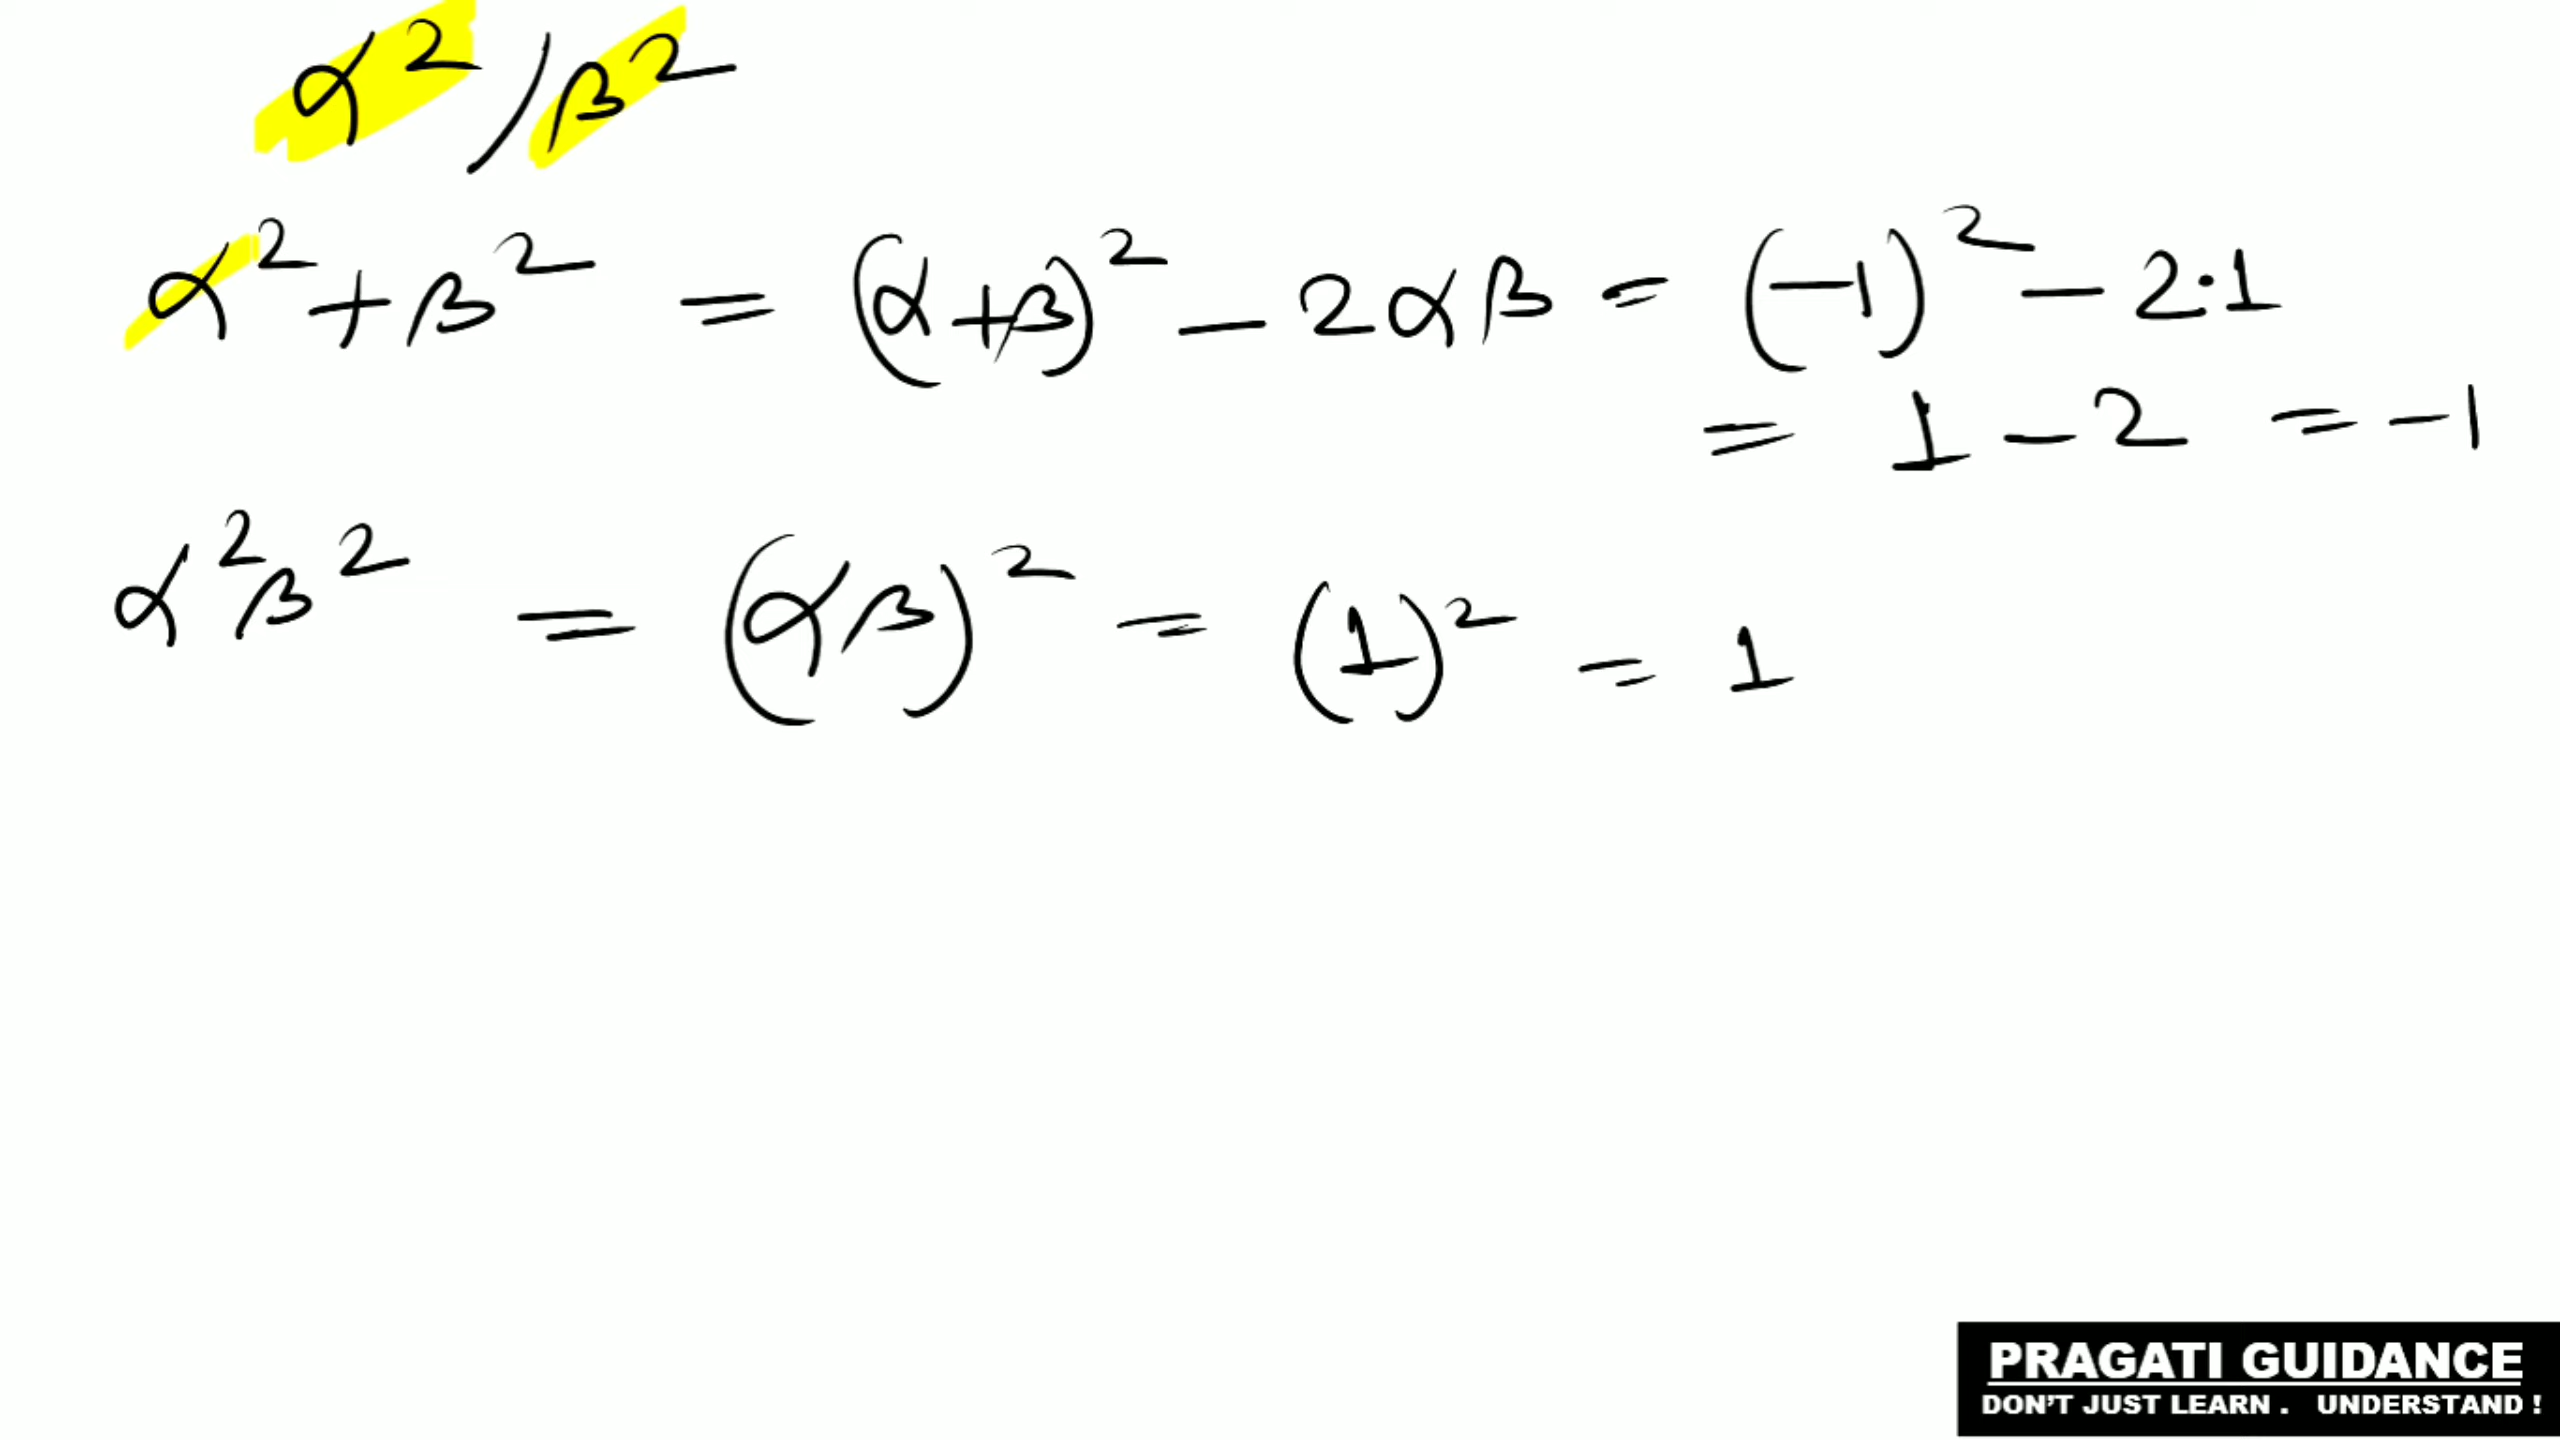 α² / β²
α² + β² = (α + β)² − 2αβ = (−1)² − 2·1
= 1 − 2 = −1
α²β² = (αβ)² = (1)² = 1
PRAGATI GUIDANCE
DON'T JUST LEARN . UNDERSTAND !